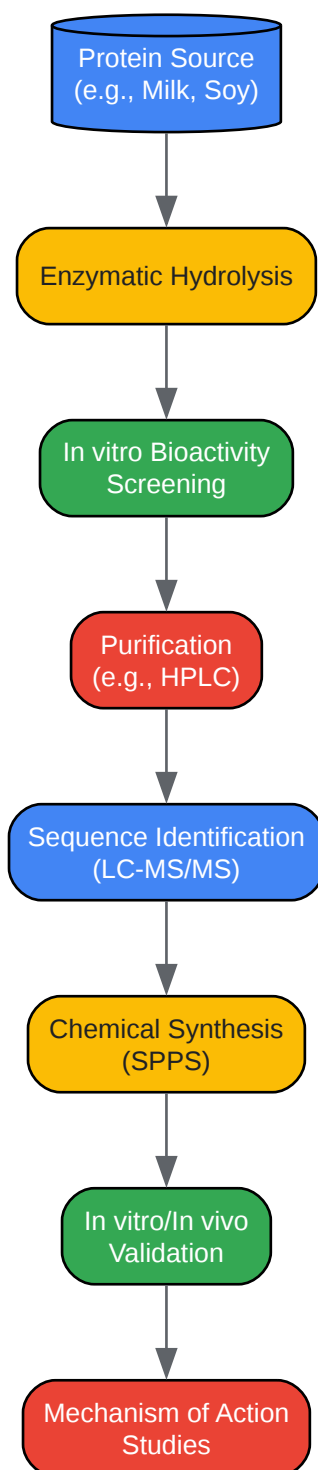 Protein Source
(e.g., Milk, Soy)
Enzymatic Hydrolysis
In vitro Bioactivity
Screening
Purification
(e.g., HPLC)
Sequence Identification
(LC-MS/MS)
Chemical Synthesis
(SPPS)
In vitro/In vivo
Validation
Mechanism of Action
Studies